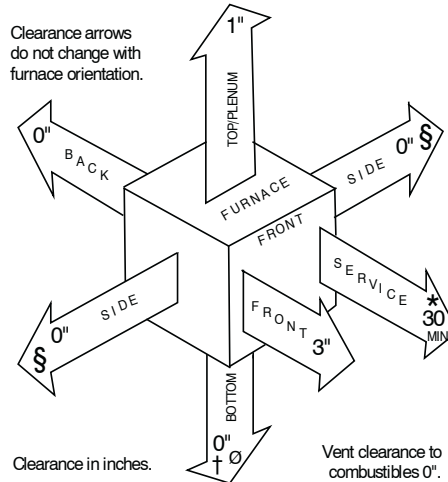 Clearance arrows
do not change with
furnace orientation.
1"
TOP/PLENUM
0"
BACK
0" §
SIDE
FURNACE
FRONT
SERVICE
*
30
MIN
0"
SIDE
§
FRONT 3"
BOTTOM
0"
† Ø
Clearance in inches.
Vent clearance to
combustibles 0".